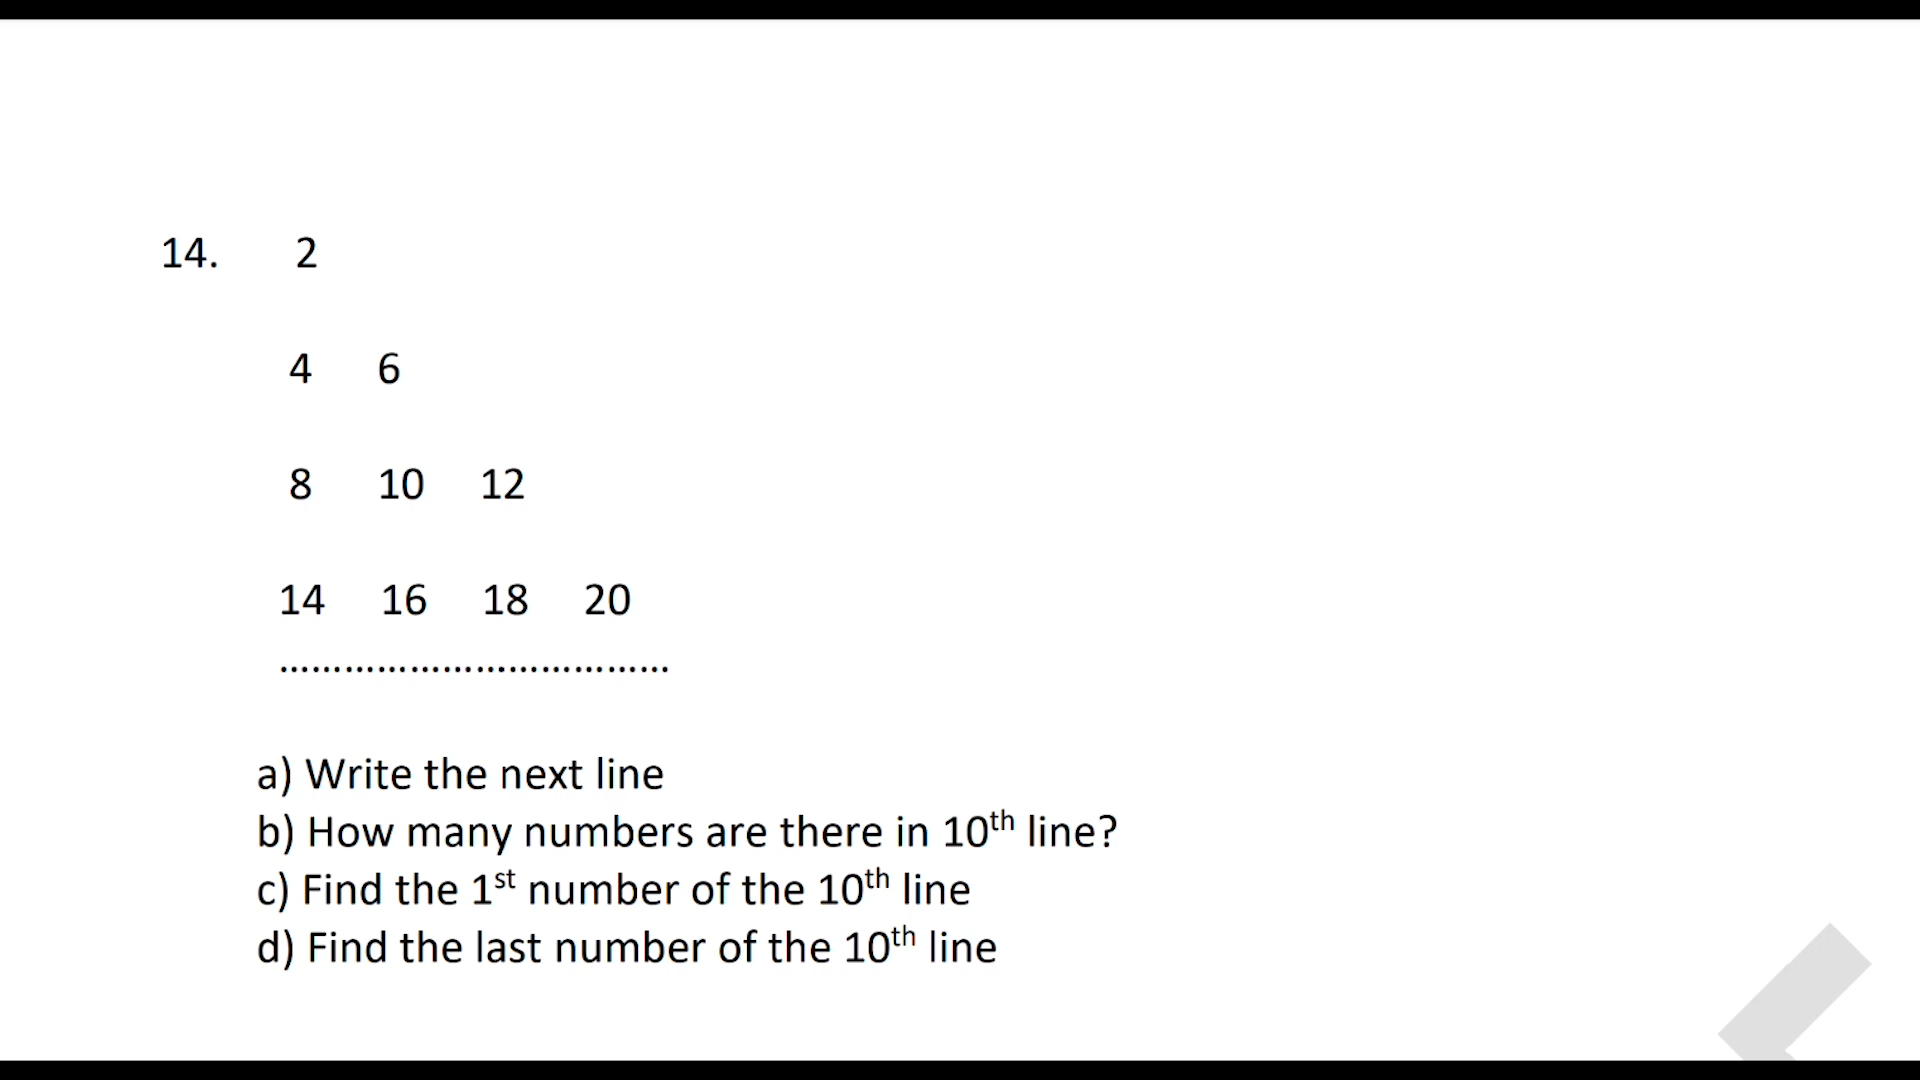 14. 2
4 6
8 10 12
14 16 18 20
....................................
a) Write the next line
b) How many numbers are there in 10th line?
c) Find the 1st number of the 10th line
d) Find the last number of the 10th line